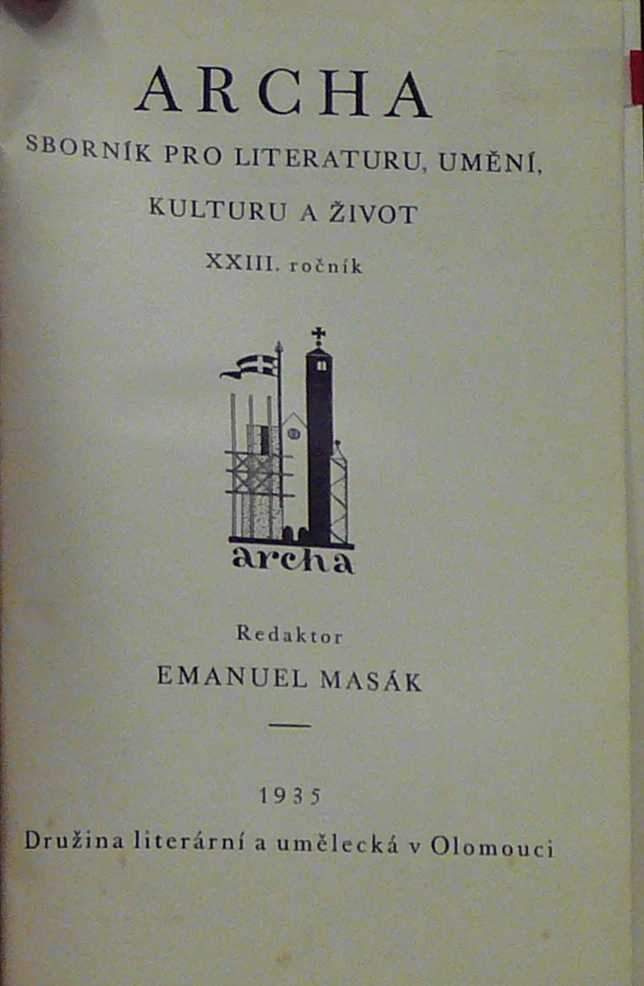 ARCHA
SBORNÍK PRO LITERATURU, UMĚNÍ,
KULTURU A ŽIVOT
XXIII. ročník
archa
Redaktor
EMANUEL MASÁK
1935
Družina literární a umělecká v Olomouci